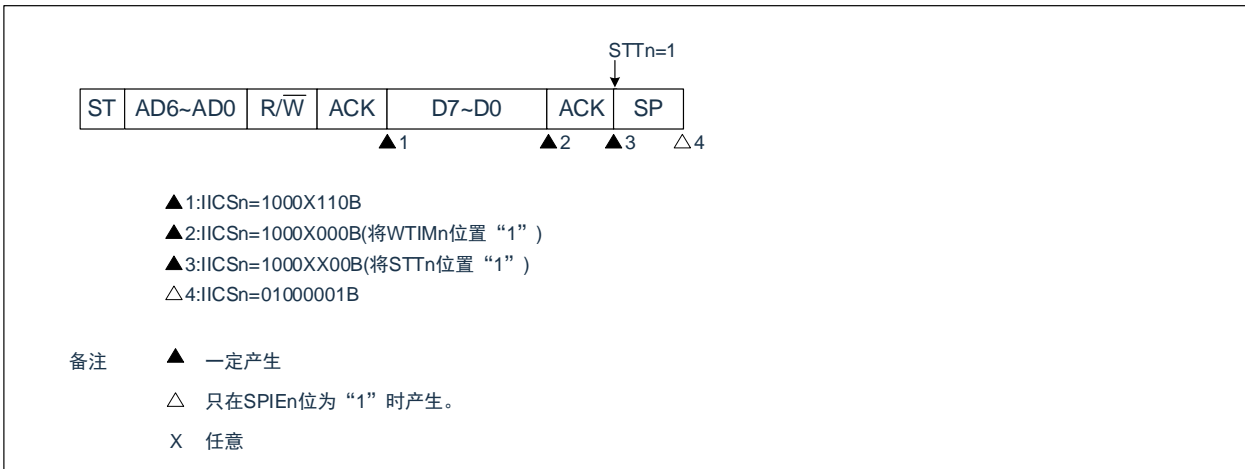 STTn=1
ST AD6~AD0 R/W̅ ACK D7~D0 ACK SP
▲1 ▲2 ▲3 △4
▲1:IICSn=1000X110B
▲2:IICSn=1000X000B(将WTIMn位置“1”)
▲3:IICSn=1000XX00B(将STTn位置“1”)
△4:IICSn=01000001B
备注 ▲ 一定产生
△ 只在SPIEn位为“1”时产生。
X 任意